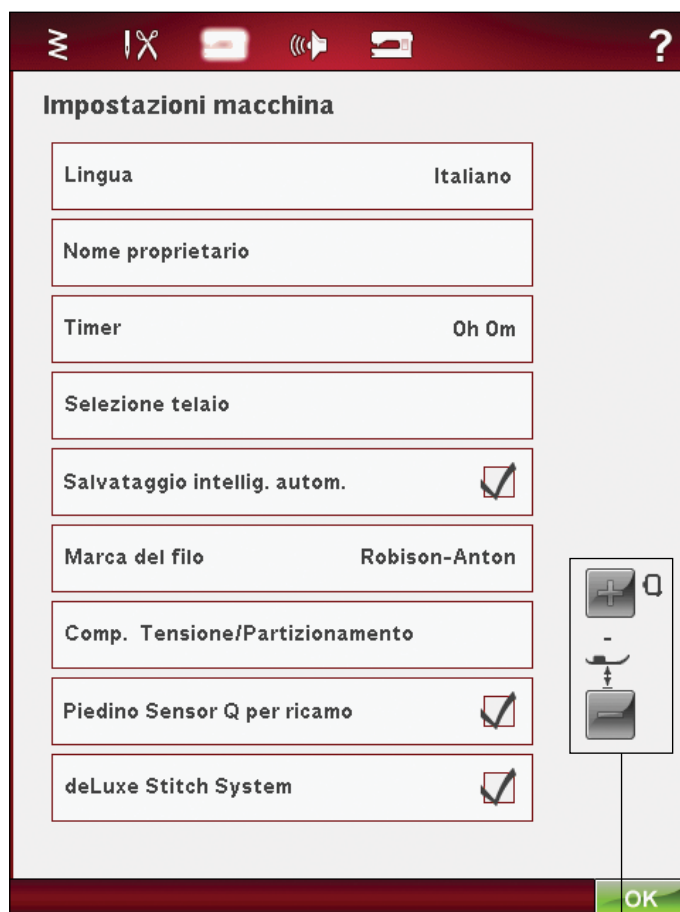 ?
Impostazioni macchina
Lingua Italiano
Nome proprietario
Timer 0h 0m
Selezione telaio
Salvataggio intellig. autom.
Marca del filo Robison-Anton
Comp. Tensione/Partizionamento
Piedino Sensor Q per ricamo
deLuxe Stitch System
+
-
-
OK